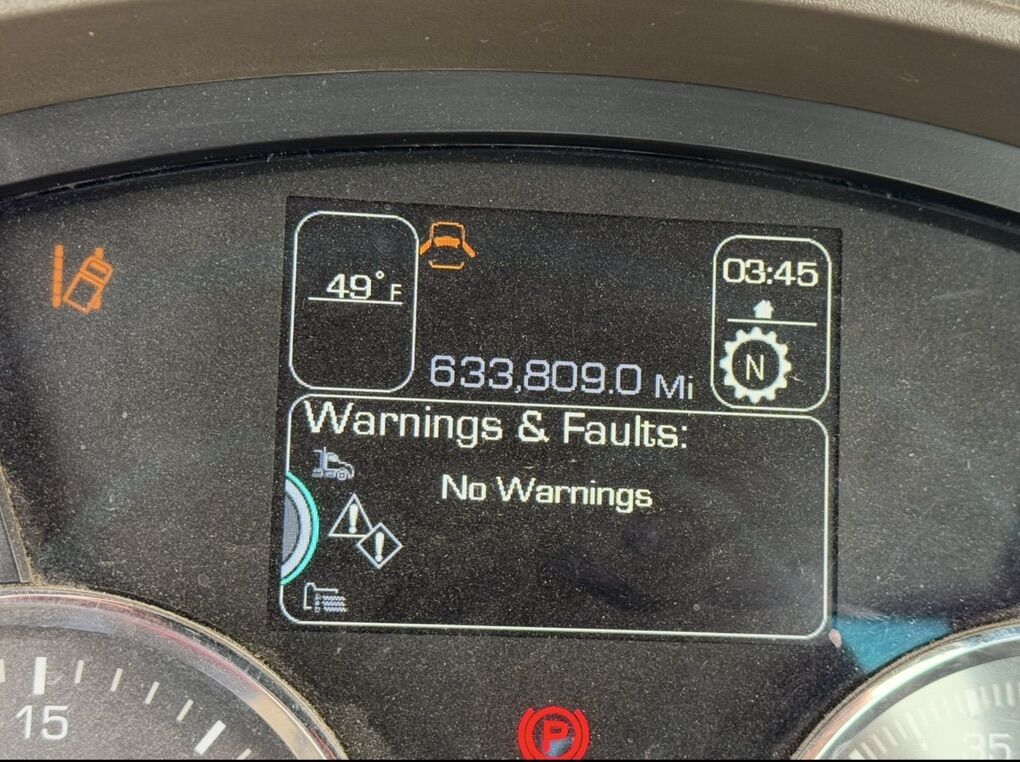 49°F
03:45
633,809.0 Mi
N
Warnings & Faults:
No Warnings
!
!
15
35
P